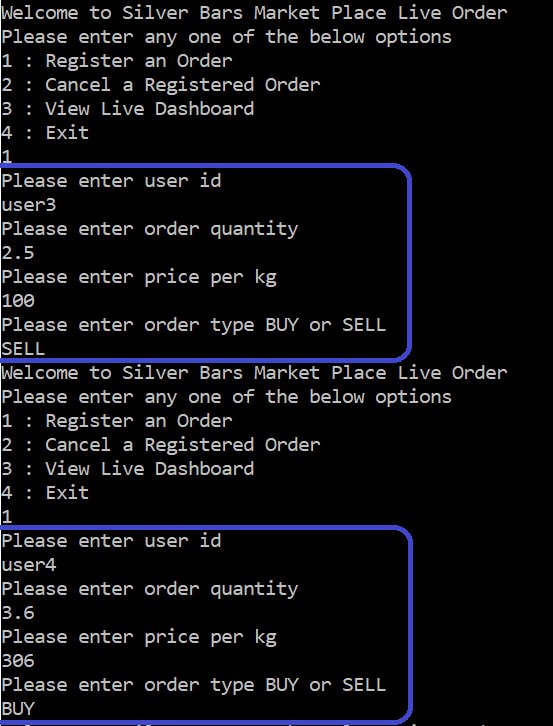 Welcome to Silver Bars Market Place Live Order
Please enter any one of the below options
1 : Register an Order
2 : Cancel a Registered Order
3 : View Live Dashboard
4 : Exit
1
Please enter user id
user3
Please enter order quantity
2.5
Please enter price per kg
100
Please enter order type BUY or SELL
SELL
Welcome to Silver Bars Market Place Live Order
Please enter any one of the below options
1 : Register an Order
2 : Cancel a Registered Order
3 : View Live Dashboard
4 : Exit
1
Please enter user id
user4
Please enter order quantity
3.6
Please enter price per kg
306
Please enter order type BUY or SELL
BUY